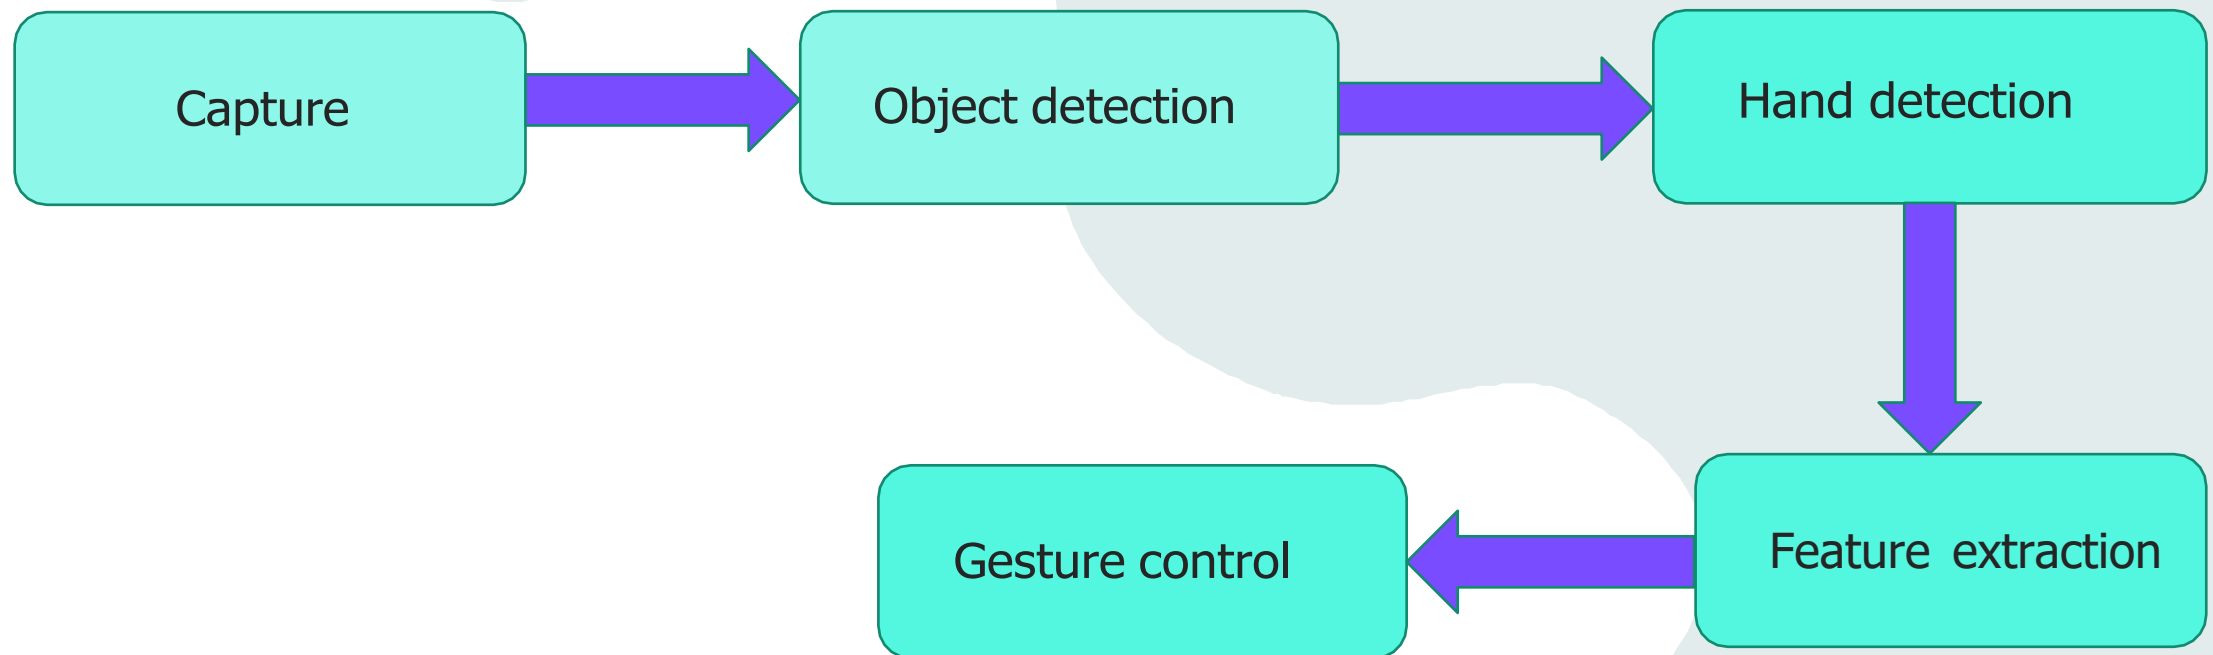 Capture
Object detection
Hand detection
Feature extraction
Gesture control